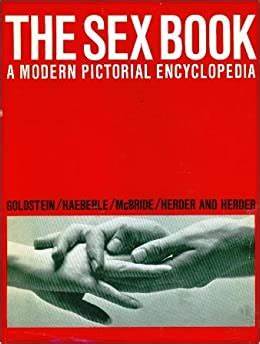 THE SEX BOOK
A MODERN PICTORIAL ENCYCLOPEDIA
GOLDSTEIN/HAEBERLE/McBRIDE/HERDER AND HERDER